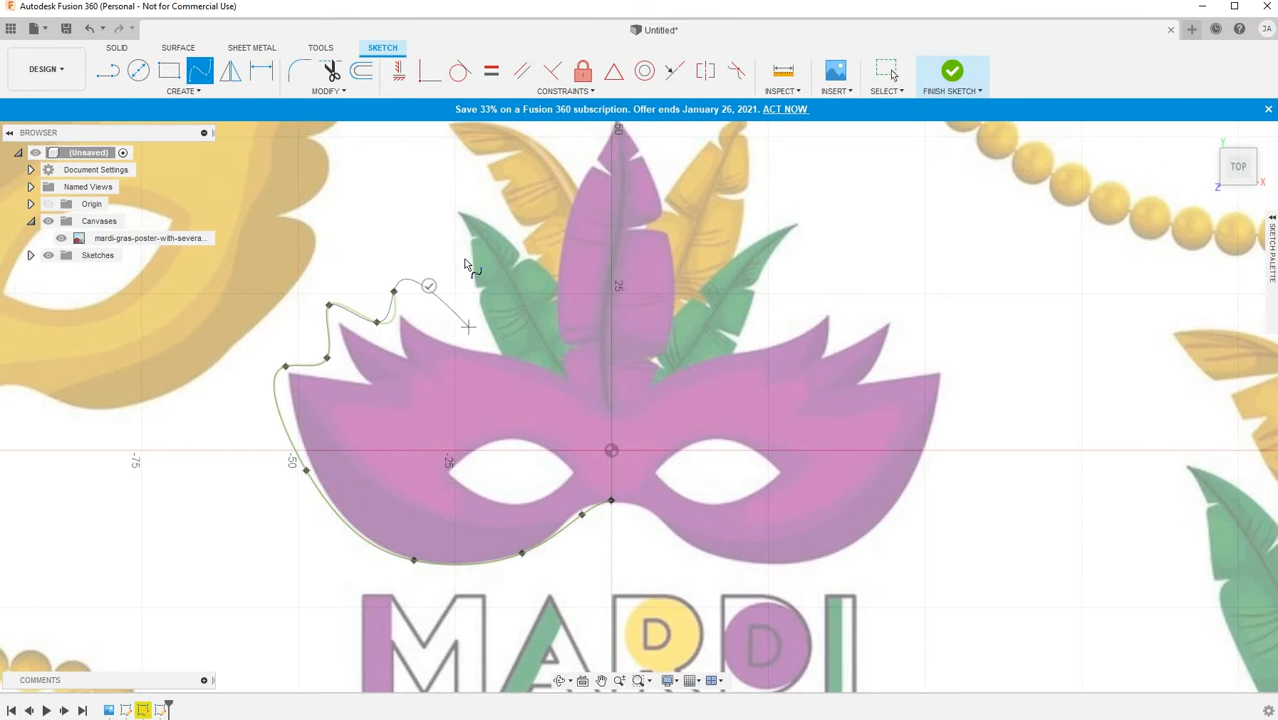 Autodesk Fusion 360 (Personal - Not for Commercial Use)
Untitled*
JA
DESIGN
SOLID SURFACE SHEET METAL TOOLS SKETCH
CREATE MODIFY CONSTRAINTS INSPECT INSERT SELECT FINISH SKETCH
Save 33% on a Fusion 360 subscription. Offer ends January 26, 2021. ACT NOW
BROWSER
(Unsaved)
Document Settings
Named Views
Origin
Canvases
mardi-gras-poster-with-severa...
Sketches
TOP
Y
X
Z
SKETCH PALETTE
50
25
-75
-50
-25
MARDI
D D
COMMENTS